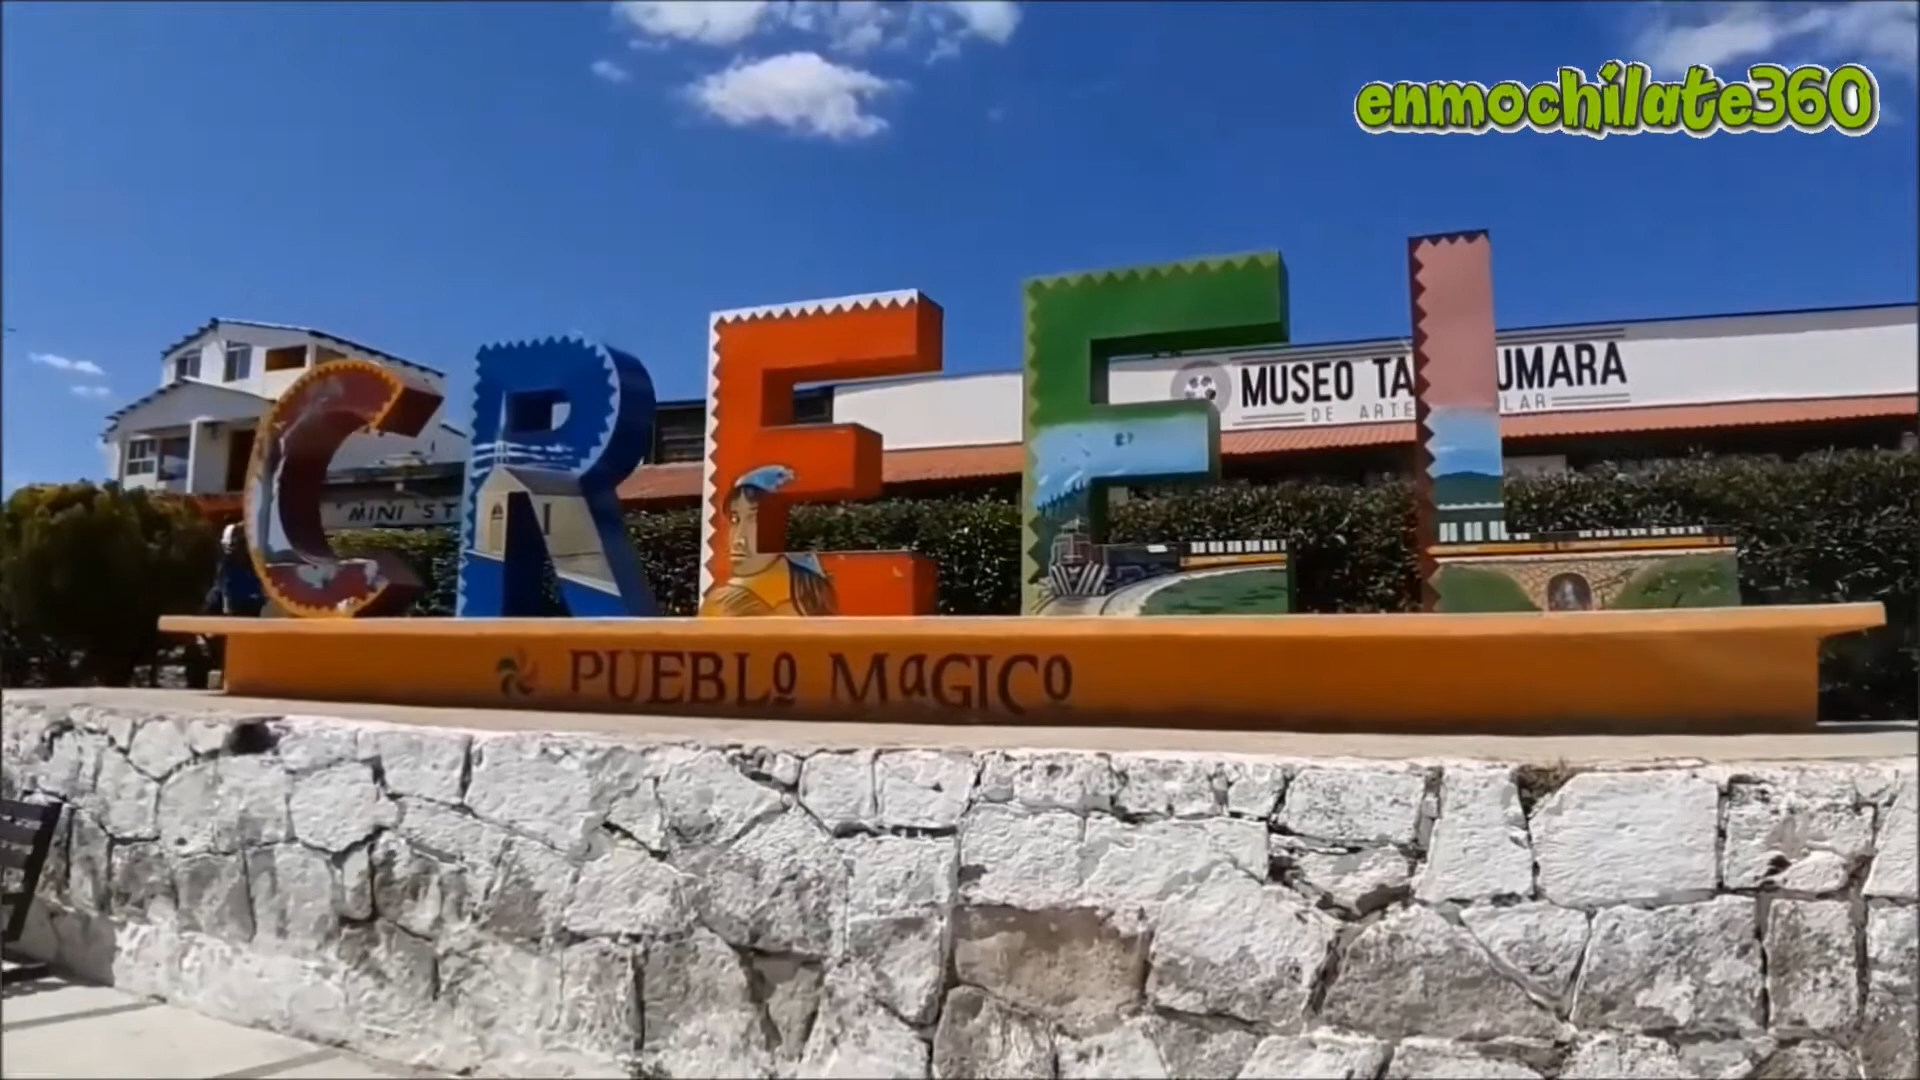 enmochilate360
CREEL
MUSEO TA UMARA
DE ARTE LAR
MINI ST
PUEBLO MAGICO